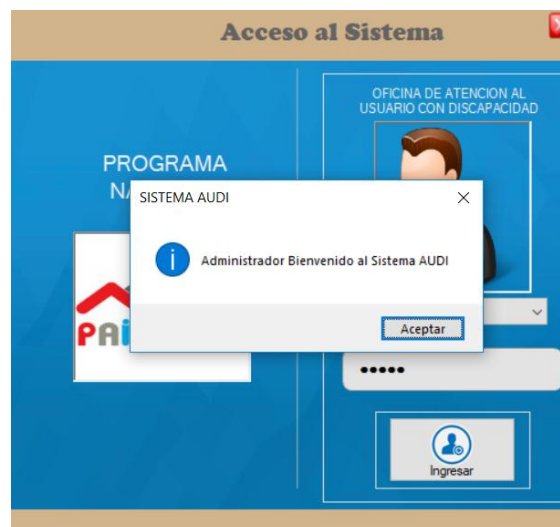 Acceso al Sistema
OFICINA DE ATENCION AL
USUARIO CON DISCAPACIDAD
PROGRAMA
SISTEMA AUDI
Administrador Bienvenido al Sistema AUDI
Aceptar
Ingresar